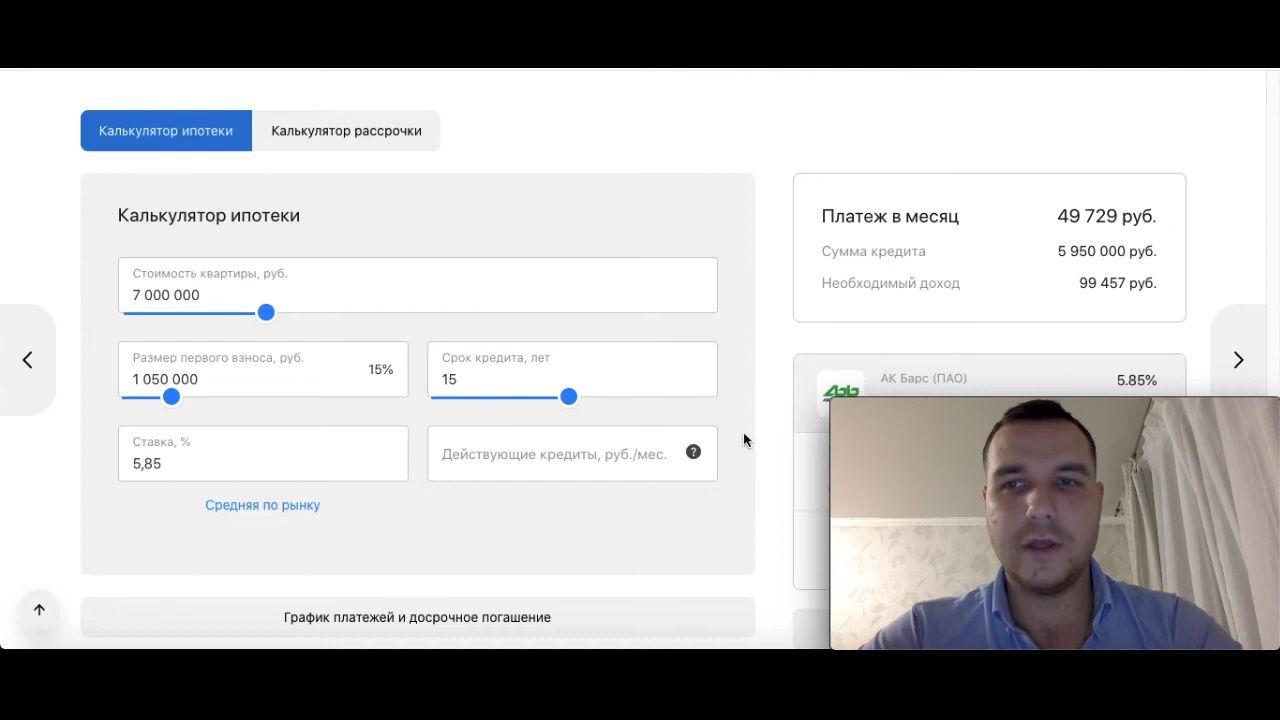 Калькулятор ипотеки
Калькулятор рассрочки
Калькулятор ипотеки
Стоимость квартиры, руб.
7 000 000
Размер первого взноса, руб.
1 050 000
15%
Срок кредита, лет
15
Ставка, %
5,85
Действующие кредиты, руб./мес.
?
Средняя по рынку
График платежей и досрочное погашение
Платеж в месяц
49 729 руб.
Сумма кредита
5 950 000 руб.
Необходимый доход
99 457 руб.
АК Барс (ПАО)
5.85%